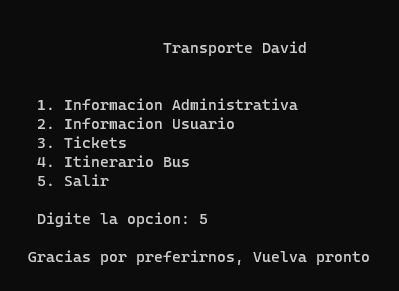 Transporte David
1. Informacion Administrativa
2. Informacion Usuario
3. Tickets
4. Itinerario Bus
5. Salir
Digite la opcion: 5
Gracias por preferirnos, Vuelva pronto